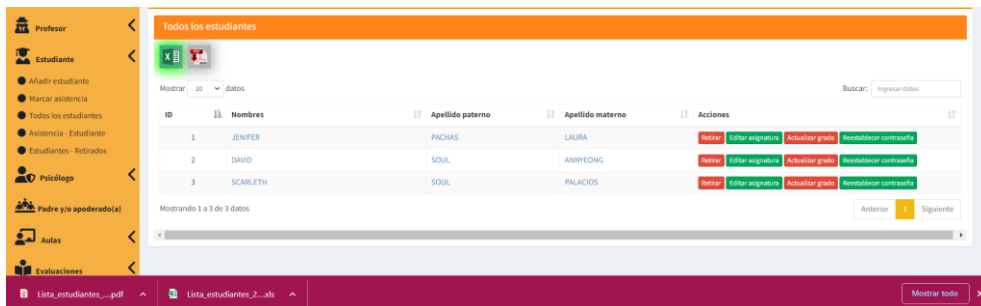 Profesor
Estudiante
Añadir estudiante
Marcar asistencia
Todos los estudiantes
Asistencia - Estudiante
Estudiantes - Retirados
Psicólogo
Padre y/o apoderado(a)
Aulas
Evaluaciones
Todos los estudiantes
Mostrar 10 datos
Buscar: Ingresar datos
ID Nombres Apellido paterno Apellido materno Acciones
1 JENIFER PACHAS LAURA Retirar Editar asignatura Actualizar grado Reestablecer contraseña
2 DAVID SOUL ANNYEONG Retirar Editar asignatura Actualizar grado Reestablecer contraseña
3 SCARLETH SOUL PALACIOS Retirar Editar asignatura Actualizar grado Reestablecer contraseña
Mostrando 1 a 3 de 3 datos
Anterior 1 Siguiente
Lista_estudiantes_....pdf Lista_estudiantes_2...xls Mostrar todo